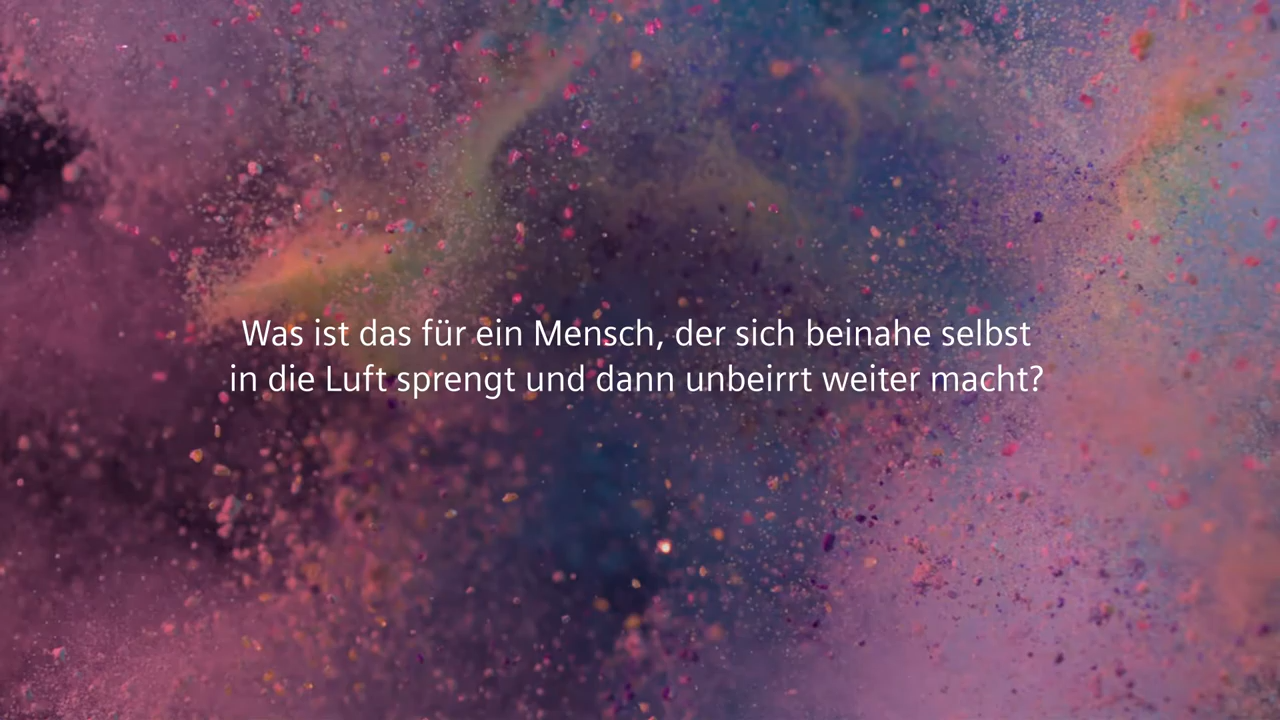 Was ist das für ein Mensch, der sich beinahe selbst
in die Luft sprengt und dann unbeirrt weiter macht?